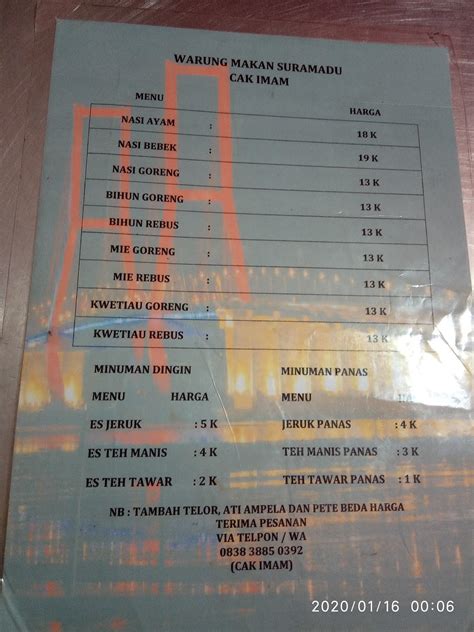 WARUNG MAKAN SURAMADU
CAK IMAM
MENU HARGA
NASI AYAM : 18 K
NASI BEBEK : 19 K
NASI GORENG : 13 K
BIHUN GORENG : 13 K
BIHUN REBUS : 13 K
MIE GORENG : 13 K
MIE REBUS : 13 K
KWETIAU GORENG : 13 K
KWETIAU REBUS : 13 K
MINUMAN DINGIN MINUMAN PANAS
MENU HARGA MENU
ES JERUK : 5 K JERUK PANAS : 4 K
ES TEH MANIS : 4 K TEH MANIS PANAS : 3 K
ES TEH TAWAR : 2 K TEH TAWAR PANAS : 1 K
NB : TAMBAH TELOR, ATI AMPELA DAN PETE BEDA HARGA
TERIMA PESANAN
VIA TELPON / WA
0838 3885 0392
(CAK IMAM)
2020/01/16 00:06